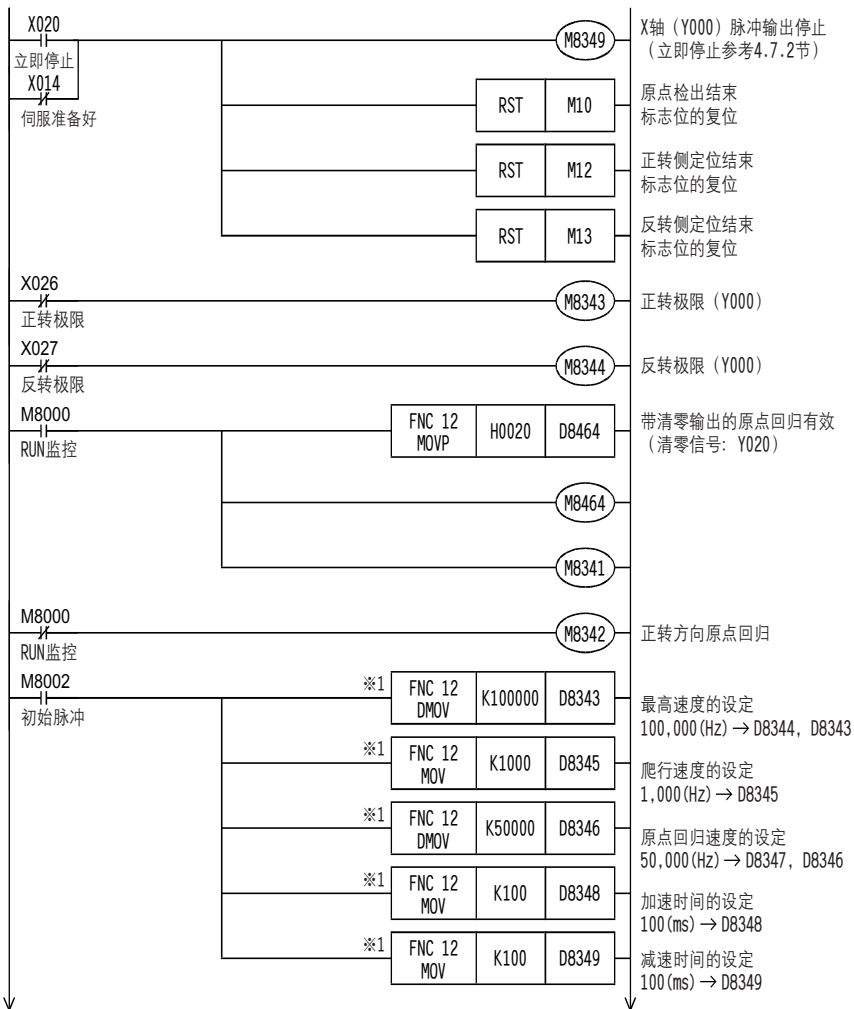 X020
立即停止
X014
伺服准备好
M8349
X轴（Y000）脉冲输出停止
（立即停止参考4.7.2节）
RST M10
原点检出结束
标志位的复位
RST M12
正转侧定位结束
标志位的复位
RST M13
反转侧定位结束
标志位的复位
X026
正转极限
M8343
正转极限（Y000）
X027
反转极限
M8344
反转极限（Y000）
M8000
RUN监控
FNC 12
MOVP
H0020 D8464
带清零输出的原点回归有效
（清零信号: Y020）
M8464
M8341
M8000
RUN监控
M8342
正转方向原点回归
M8002
初始脉冲
※1
FNC 12
DMOV
K100000 D8343
最高速度的设定
100,000(Hz)→D8344, D8343
※1
FNC 12
MOV
K1000 D8345
爬行速度的设定
1,000(Hz)→D8345
※1
FNC 12
DMOV
K50000 D8346
原点回归速度的设定
50,000(Hz)→D8347, D8346
※1
FNC 12
MOV
K100 D8348
加速时间的设定
100(ms)→D8348
※1
FNC 12
MOV
K100 D8349
减速时间的设定
100(ms)→D8349